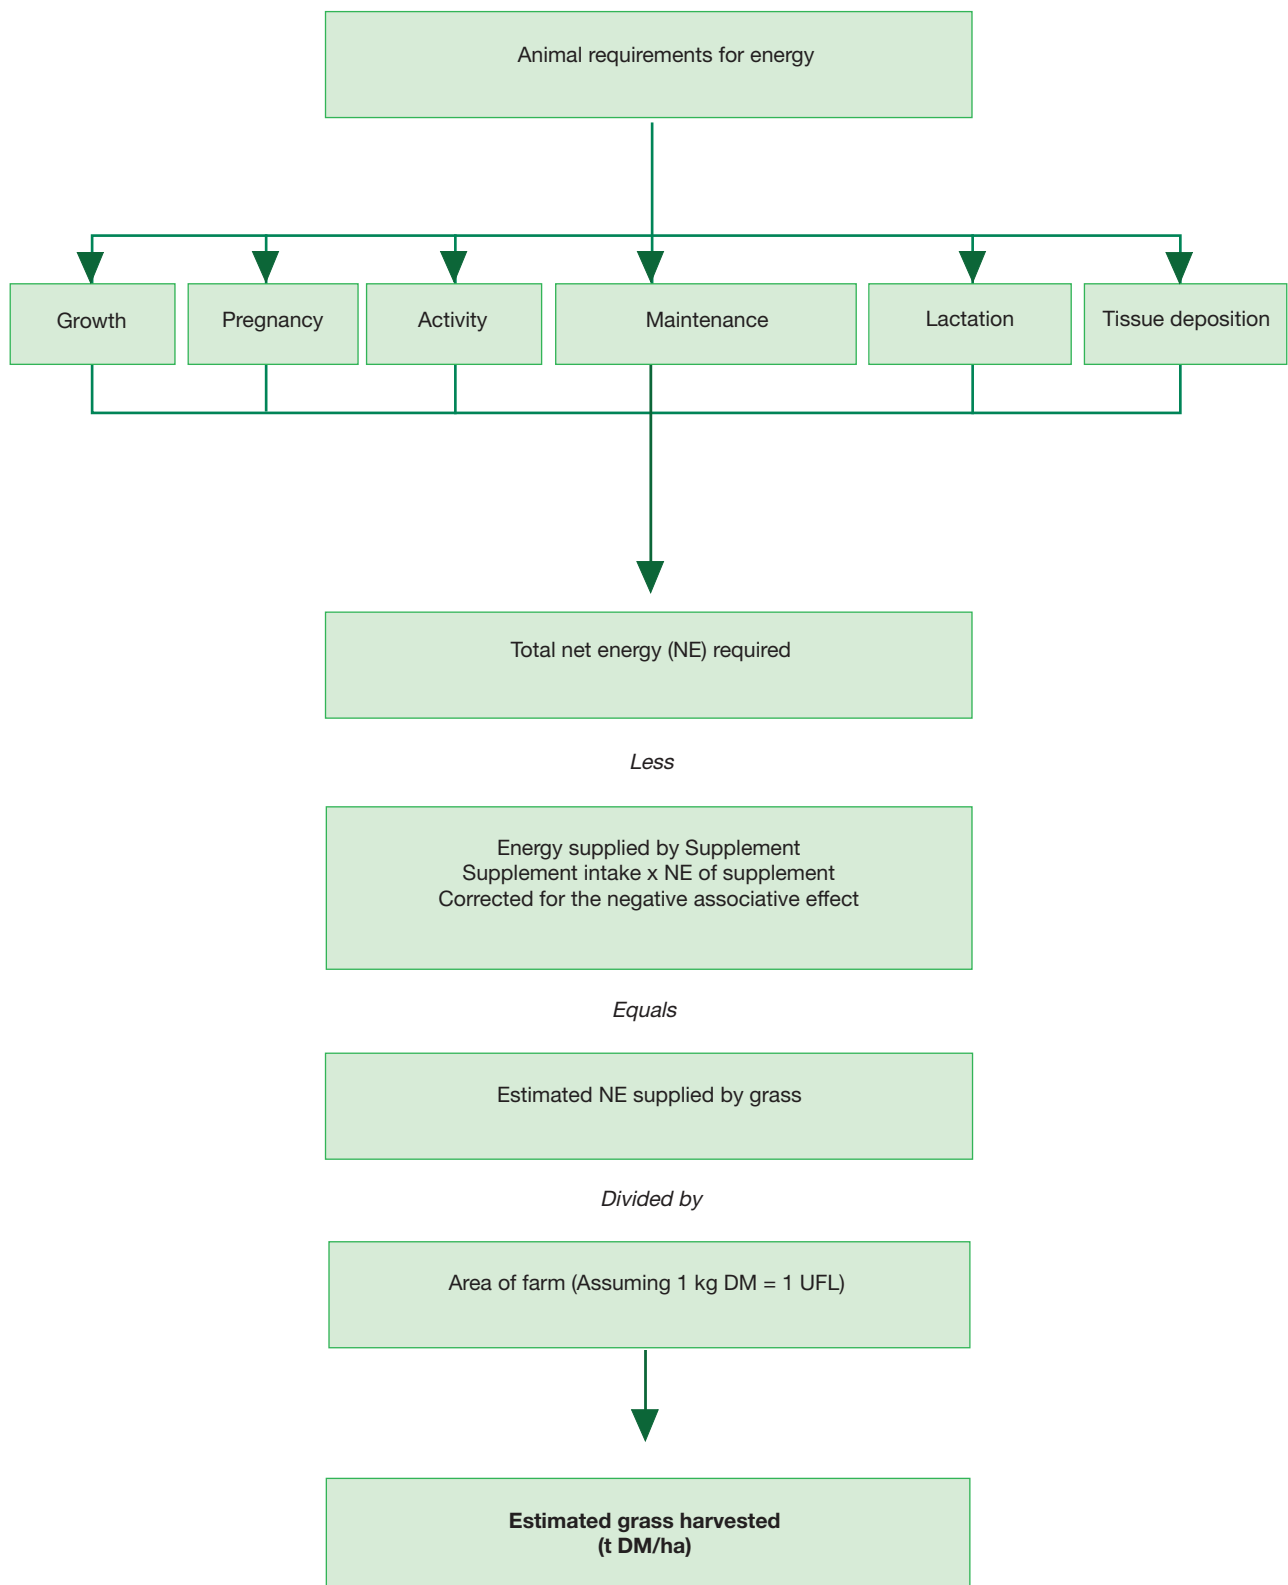 Animal requirements for energy
Growth
Pregnancy
Activity
Maintenance
Lactation
Tissue deposition
Total net energy (NE) required
Less
Energy supplied by Supplement
Supplement intake x NE of supplement
Corrected for the negative associative effect
Equals
Estimated NE supplied by grass
Divided by
Area of farm (Assuming 1 kg DM = 1 UFL)
Estimated grass harvested
(t DM/ha)